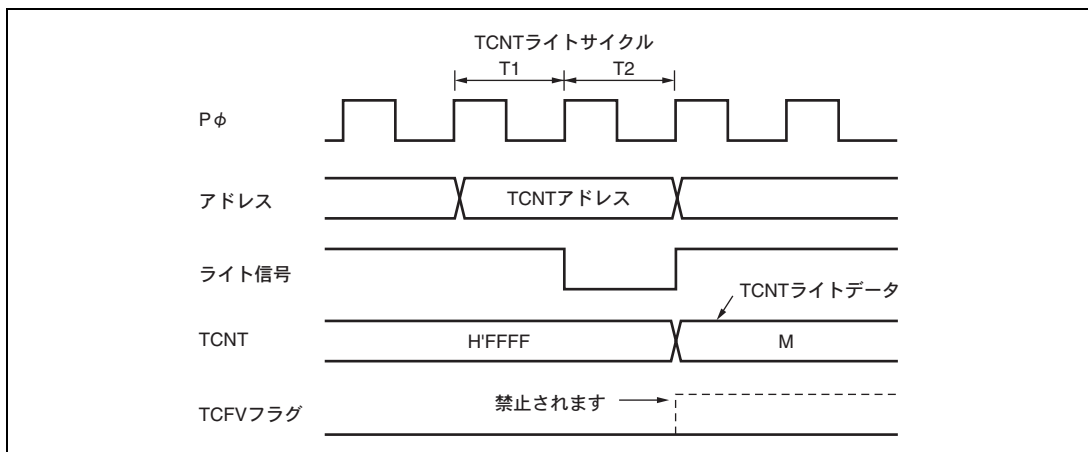 TCNTライトサイクル
T1 T2
Pφ
アドレス TCNTアドレス
ライト信号
TCNTライトデータ
TCNT H'FFFF M
禁止されます
TCFVフラグ